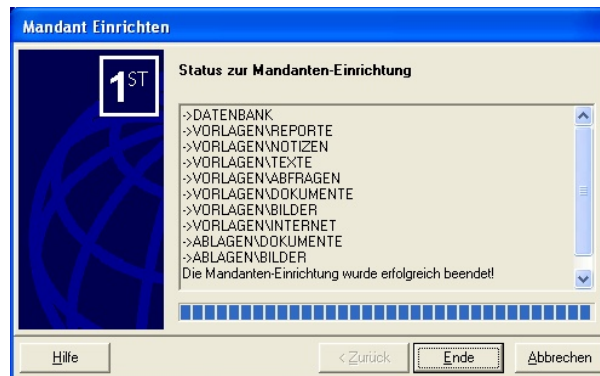 Mandant Einrichten
1ST
Status zur Mandanten-Einrichtung
->DATENBANK
->VORLAGEN\REPORTE
->VORLAGEN\NOTIZEN
->VORLAGEN\TEXTE
->VORLAGEN\ABFRAGEN
->VORLAGEN\DOKUMENTE
->VORLAGEN\BILDER
->VORLAGEN\INTERNET
->ABLAGEN\DOKUMENTE
->ABLAGEN\BILDER
Die Mandanten-Einrichtung wurde erfolgreich beendet!
Hilfe
< Zurück
Ende
Abbrechen